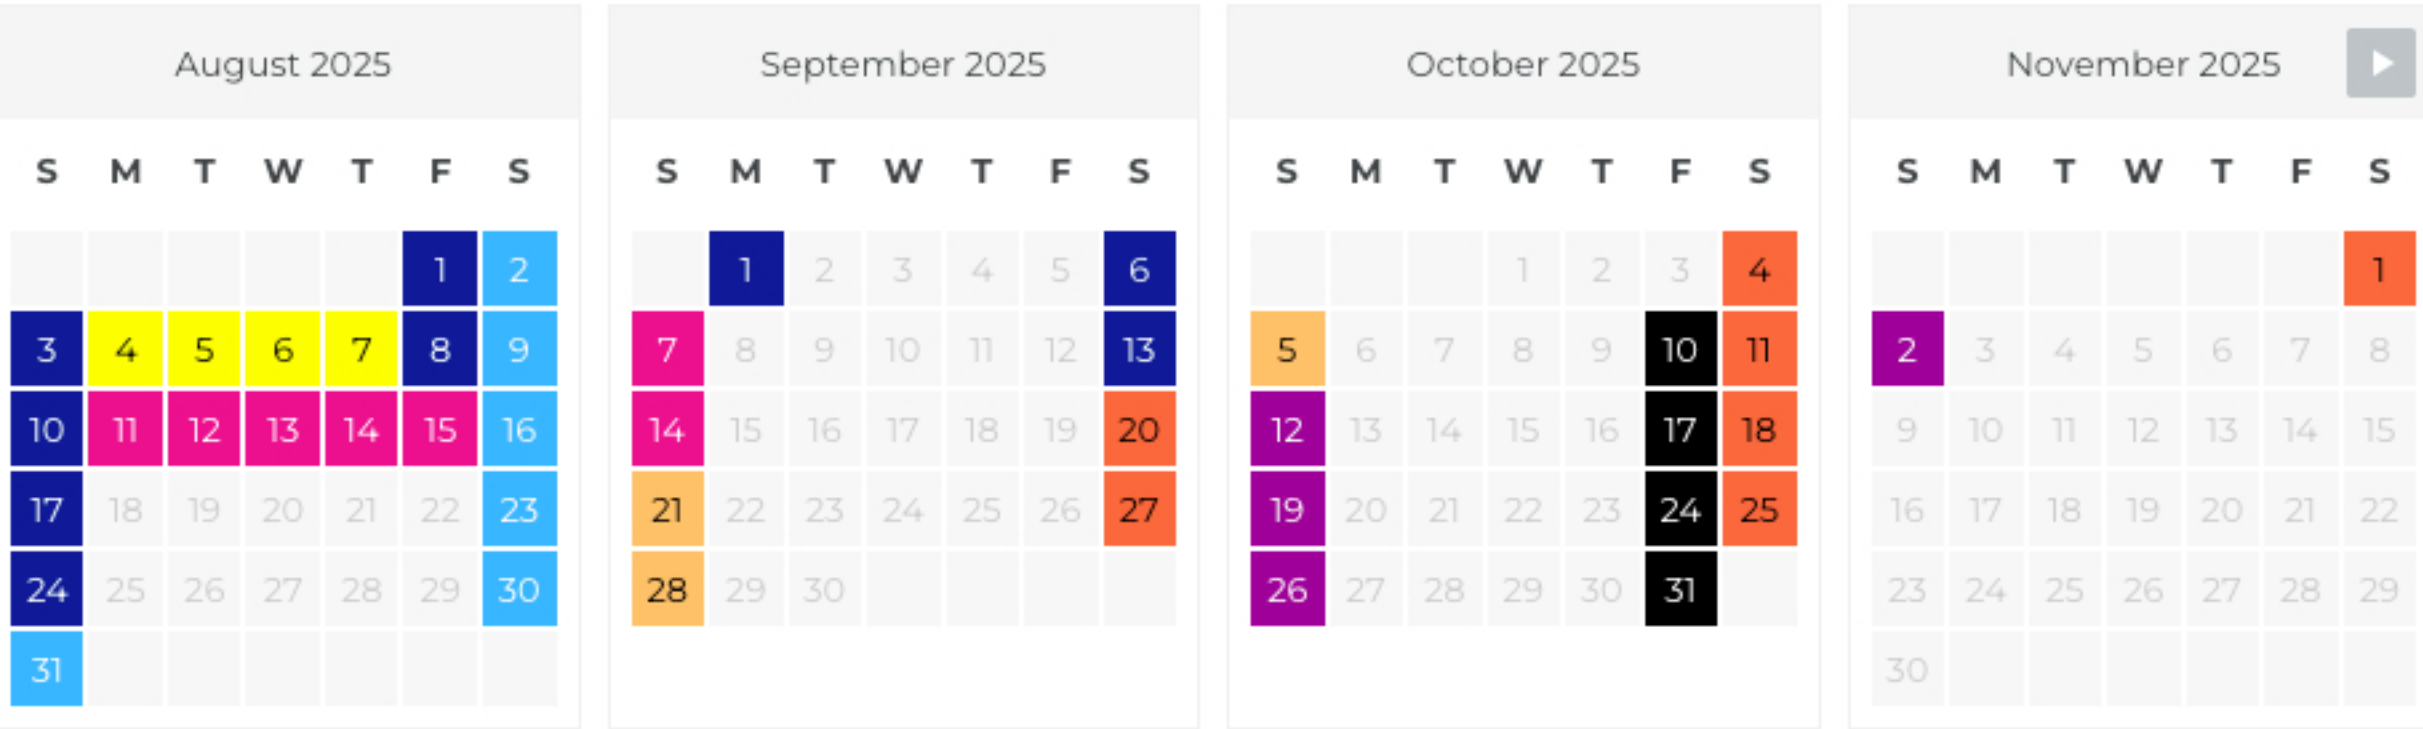 August 2025
S M T W T F S
1 2
3 4 5 6 7 8 9
10 11 12 13 14 15 16
17 18 19 20 21 22 23
24 25 26 27 28 29 30
31
September 2025
S M T W T F S
1 2 3 4 5 6
7 8 9 10 11 12 13
14 15 16 17 18 19 20
21 22 23 24 25 26 27
28 29 30
October 2025
S M T W T F S
1 2 3 4
5 6 7 8 9 10 11
12 13 14 15 16 17 18
19 20 21 22 23 24 25
26 27 28 29 30 31
November 2025
S M T W T F S
1
2 3 4 5 6 7 8
9 10 11 12 13 14 15
16 17 18 19 20 21 22
23 24 25 26 27 28 29
30